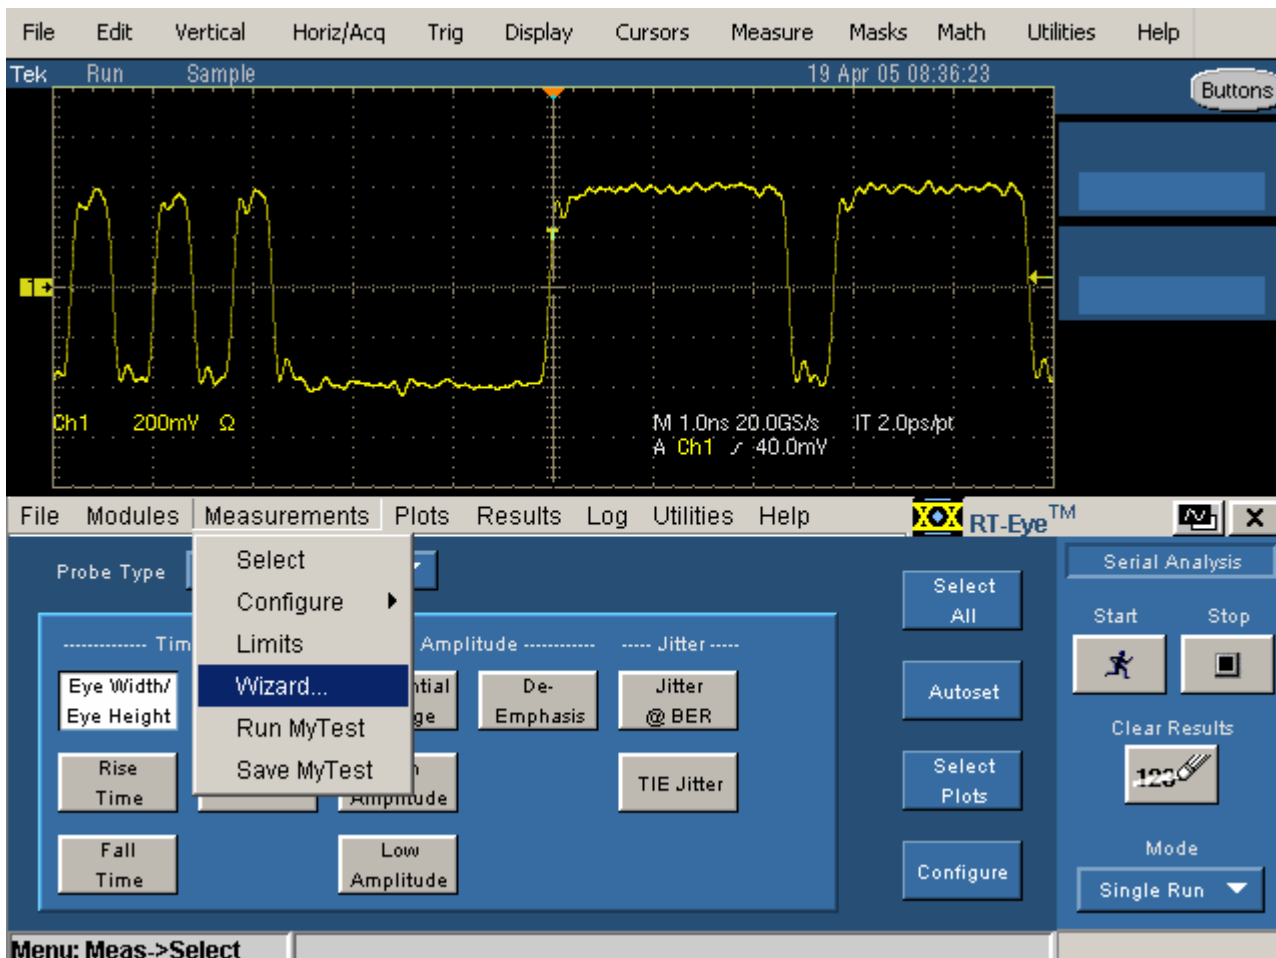 File Edit Vertical Horiz/Acq Trig Display Cursors Measure Masks Math Utilities Help
Tek Run Sample 19 Apr 05 08:36:23
Buttons
1
T
Ch1 200mV Ω
M 1.0ns 20.0GS/s IT 2.0ps/pt
A Ch1 40.0mV
File Modules Measurements Plots Results Log Utilities Help
RT-Eye™
Probe Type
Select
Configure
Limits
Wizard...
Run MyTest
Save MyTest
Amplitude
Jitter
Eye Width/
Eye Height
Rise
Time
Fall
Time
Amplitude
Low
Amplitude
De-
Emphasis
Jitter
@ BER
TIE Jitter
Select
All
Autoset
Select
Plots
Configure
Serial Analysis
Start Stop
Clear Results
123
Mode
Single Run
Menu: Meas->Select